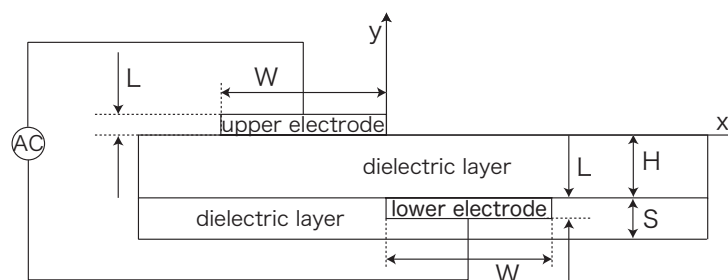 y
L
W
upper electrode
x
AC
dielectric layer
L
H
dielectric layer
lower electrode
S
W